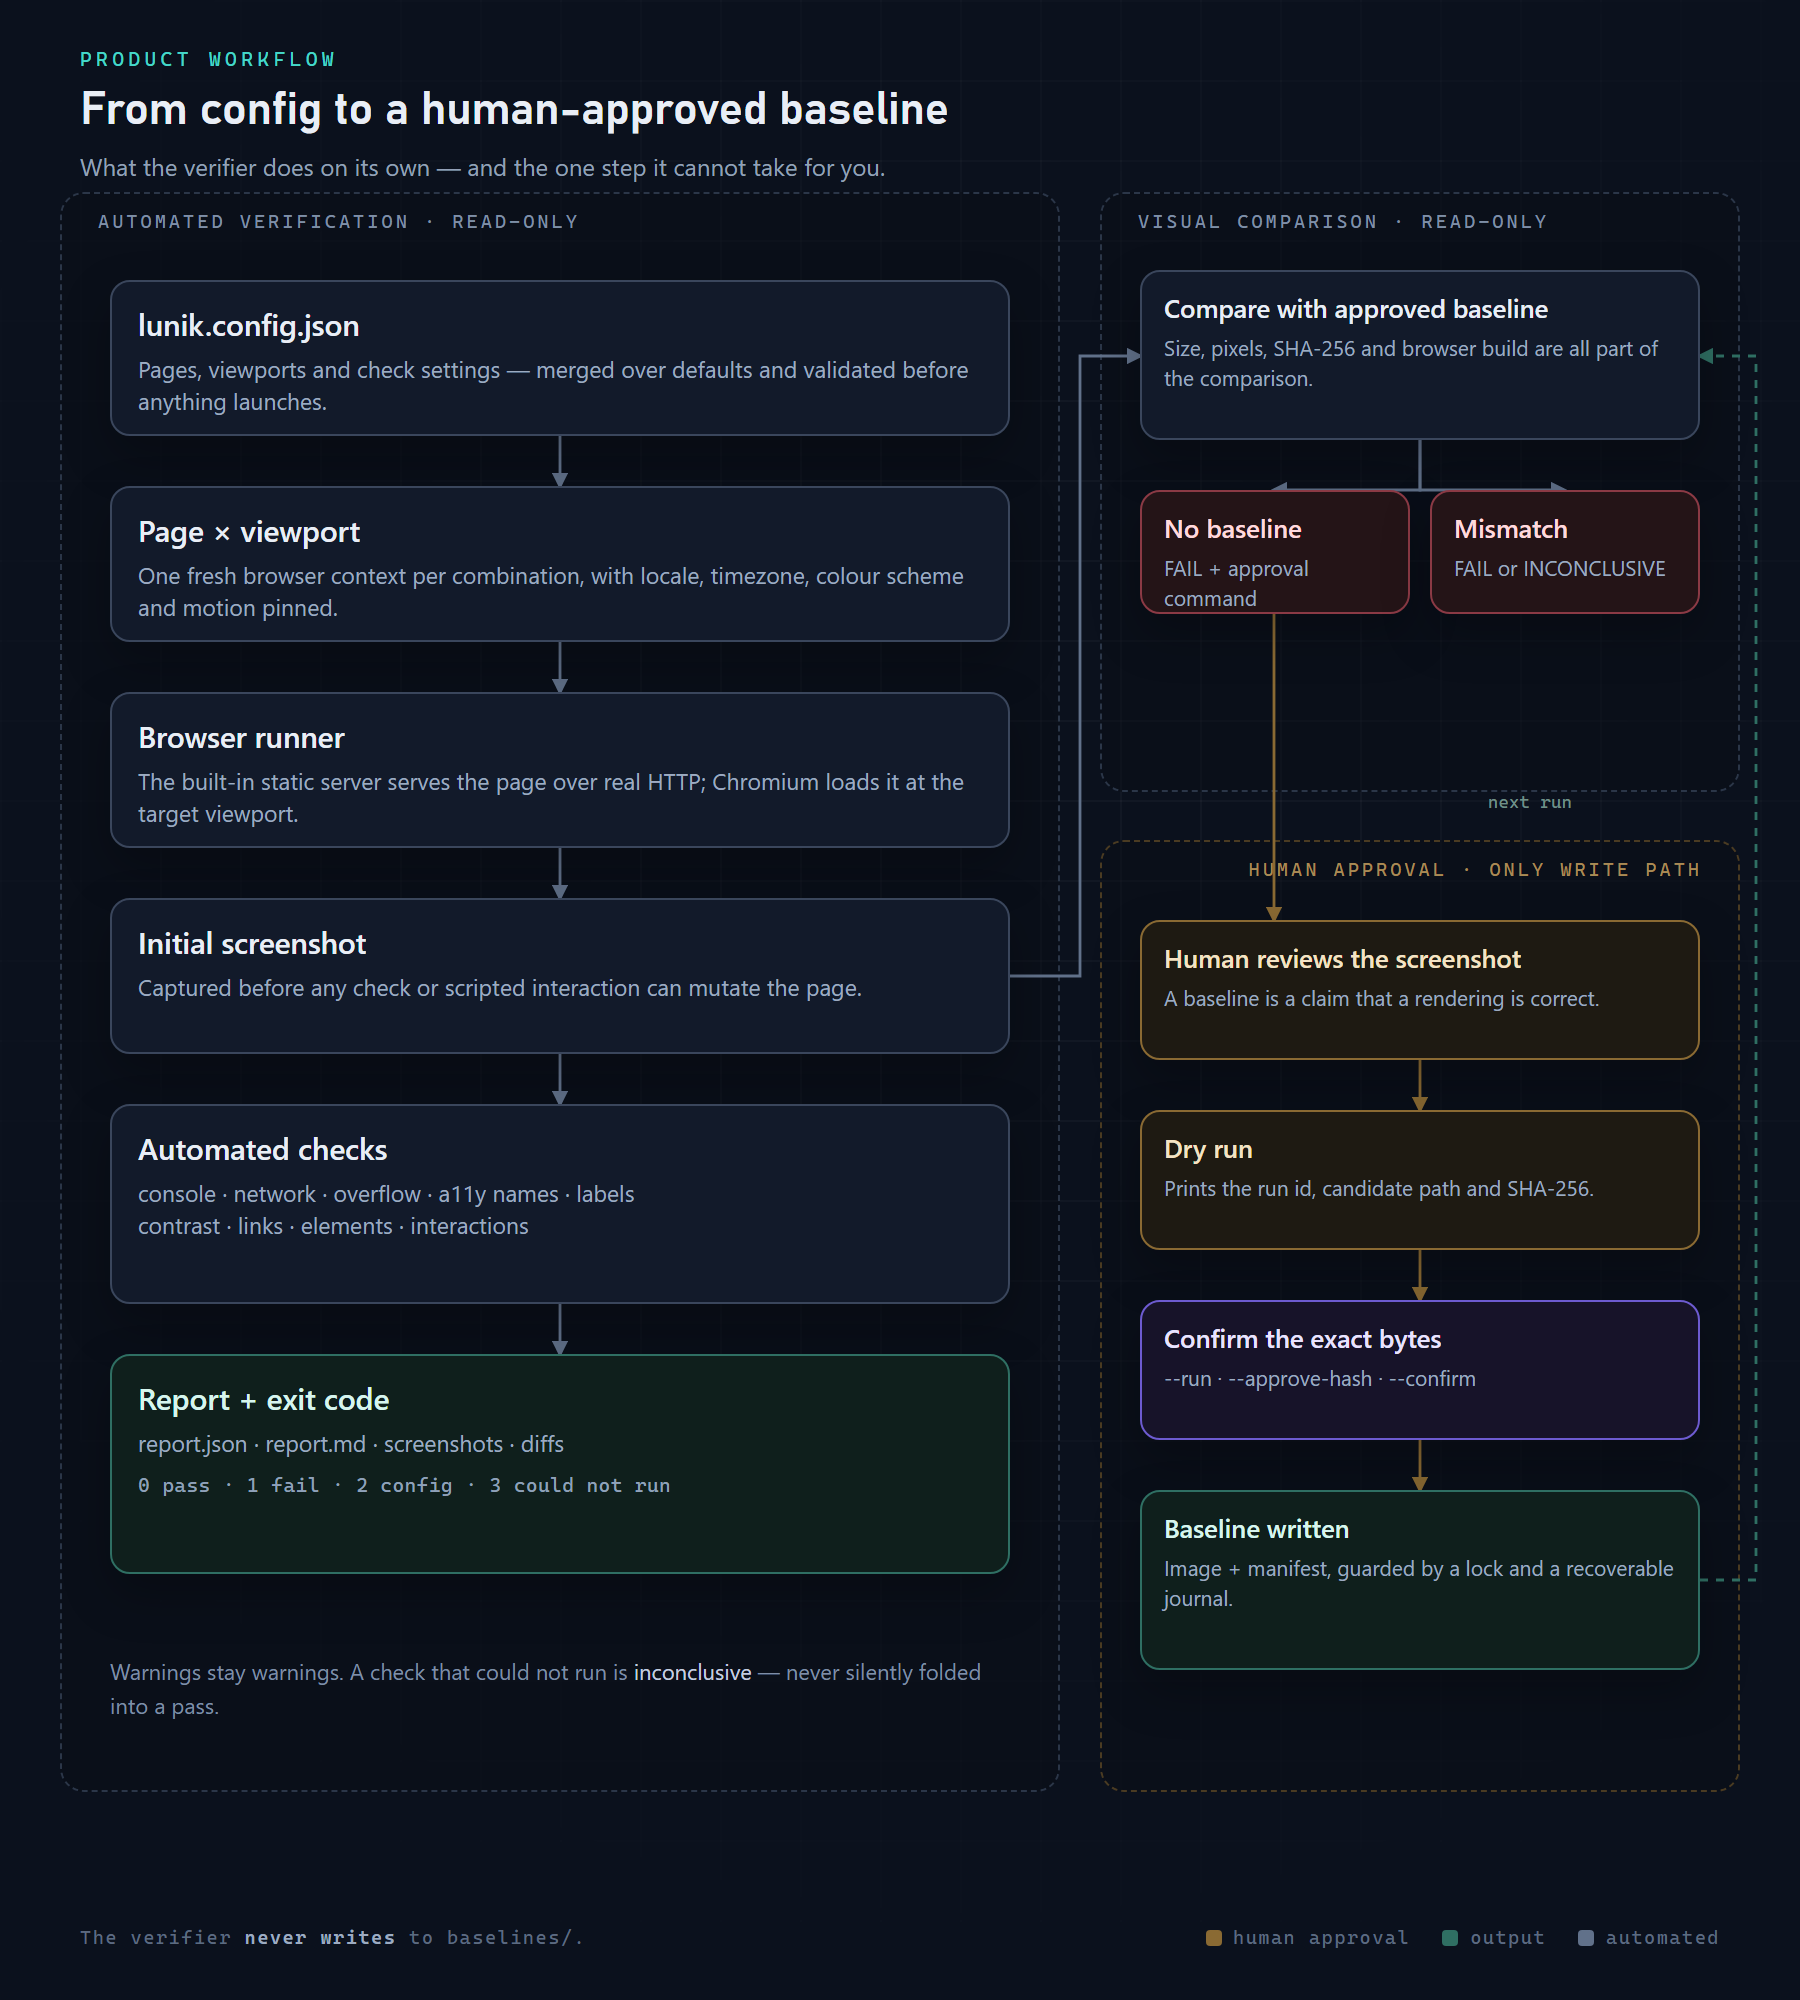 PRODUCT WORKFLOW
From config to a human-approved baseline
What the verifier does on its own — and the one step it cannot take for you.
AUTOMATED VERIFICATION · READ-ONLY
lunik.config.json
Pages, viewports and check settings — merged over defaults and validated before
anything launches.
Page × viewport
One fresh browser context per combination, with locale, timezone, colour scheme
and motion pinned.
Browser runner
The built-in static server serves the page over real HTTP; Chromium loads it at the
target viewport.
Initial screenshot
Captured before any check or scripted interaction can mutate the page.
Automated checks
console · network · overflow · a11y names · labels
contrast · links · elements · interactions
Report + exit code
report.json · report.md · screenshots · diffs
0 pass · 1 fail · 2 config · 3 could not run
Warnings stay warnings. A check that could not run is inconclusive — never silently folded
into a pass.
VISUAL COMPARISON · READ-ONLY
Compare with approved baseline
Size, pixels, SHA-256 and browser build are all part of
the comparison.
No baseline
FAIL + approval
command
Mismatch
FAIL or INCONCLUSIVE
next run
HUMAN APPROVAL · ONLY WRITE PATH
Human reviews the screenshot
A baseline is a claim that a rendering is correct.
Dry run
Prints the run id, candidate path and SHA-256.
Confirm the exact bytes
--run · --approve-hash · --confirm
Baseline written
Image + manifest, guarded by a lock and a recoverable
journal.
The verifier never writes to baselines/.
human approval
output
automated